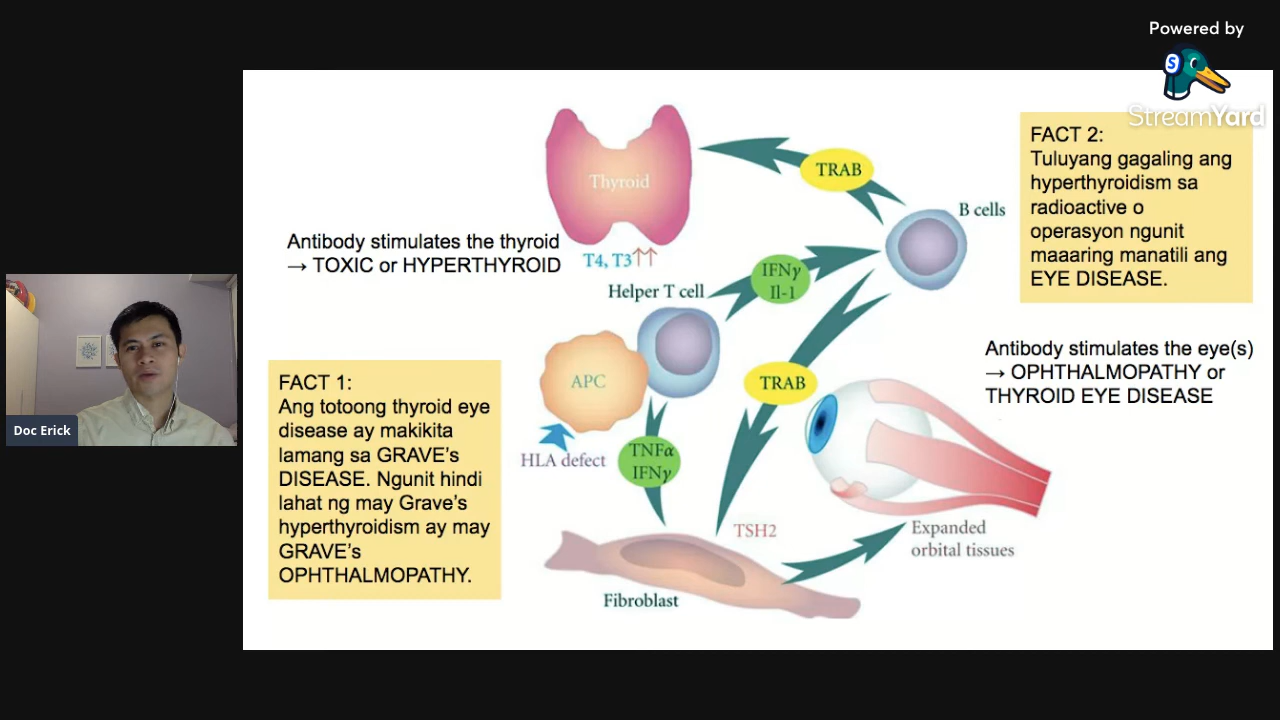 Powered by
StreamYard
FACT 2:
Tuluyang gagaling ang
hyperthyroidism sa
radioactive o
operasyon ngunit
maaaring manatili ang
EYE DISEASE.
TRAB
Thyroid
B cells
Antibody stimulates the thyroid
→ TOXIC or HYPERTHYROID
T4, T3↑↑
IFNγ
Il-1
Helper T cell
Antibody stimulates the eye(s)
→ OPHTHALMOPATHY or
THYROID EYE DISEASE
APC
TRAB
FACT 1:
Ang totoong thyroid eye
disease ay makikita
lamang sa GRAVE's
DISEASE. Ngunit hindi
lahat ng may Grave's
hyperthyroidism ay may
GRAVE's
OPHTHALMOPATHY.
Doc Erick
HLA defect
TNFα
IFNγ
TSH2
Expanded
orbital tissues
Fibroblast